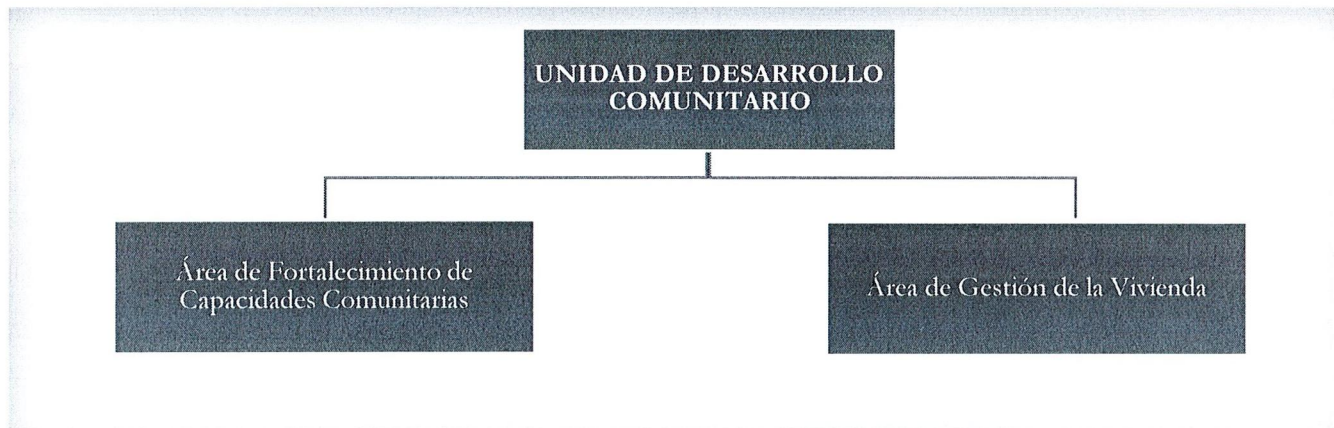 UNIDAD DE DESARROLLO
COMUNITARIO
Área de Fortalecimiento de
Capacidades Comunitarias
Área de Gestión de la Vivienda